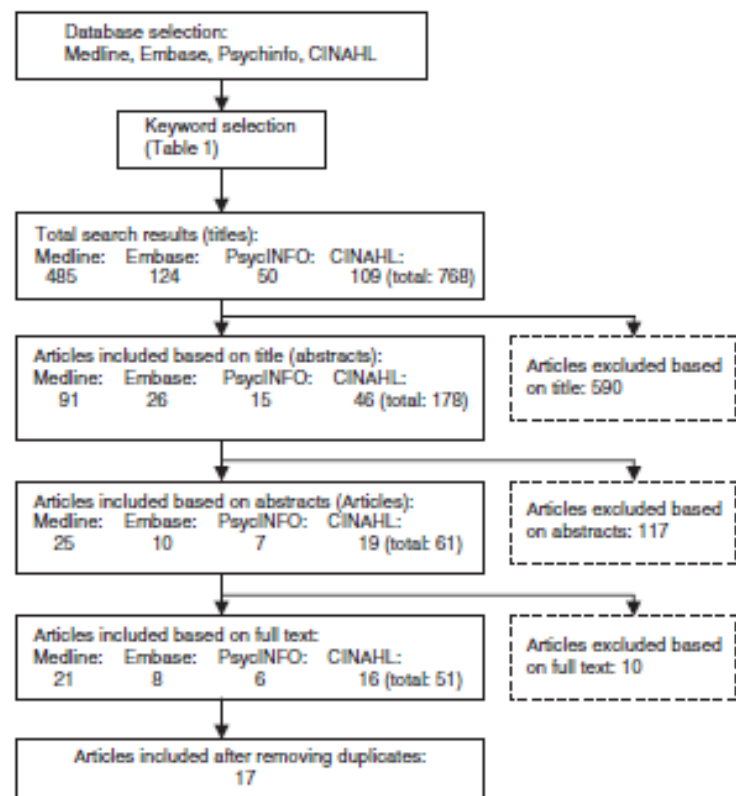 Database selection:
Medline, Embase, Psychinfo, CINAHL
Keyword selection
(Table 1)
Total search results (titles):
Medline: Embase: PsycINFO: CINAHL:
485 124 50 109 (total: 768)
Articles included based on title (abstracts):
Medline: Embase: PsycINFO: CINAHL:
91 26 15 46 (total: 178)
Articles excluded based
on title: 590
Articles included based on abstracts (Articles):
Medline: Embase: PsycINFO: CINAHL:
25 10 7 19 (total: 61)
Articles excluded based
on abstracts: 117
Articles included based on full text:
Medline: Embase: PsycINFO: CINAHL:
21 8 6 16 (total: 51)
Articles excluded based
on full text: 10
Articles included after removing duplicates:
17